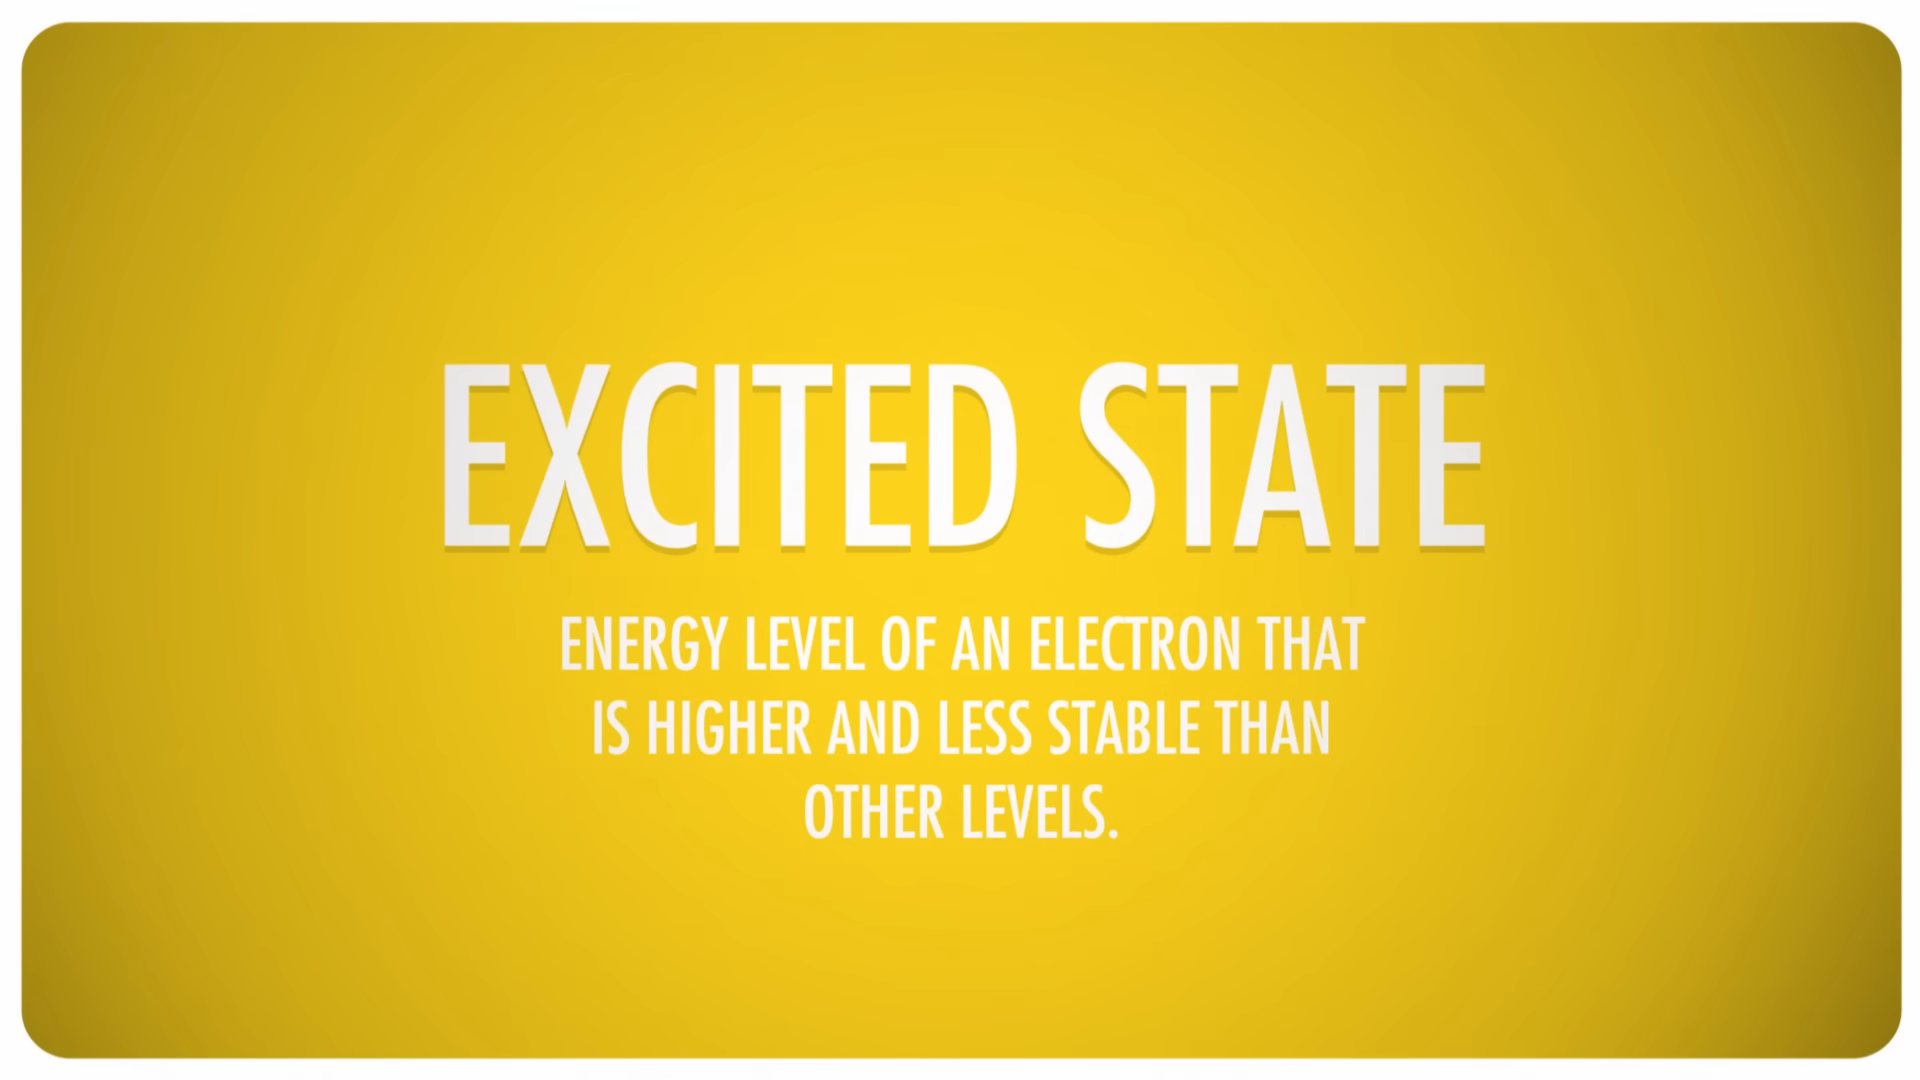 EXCITED STATE
ENERGY LEVEL OF AN ELECTRON THAT
IS HIGHER AND LESS STABLE THAN
OTHER LEVELS.